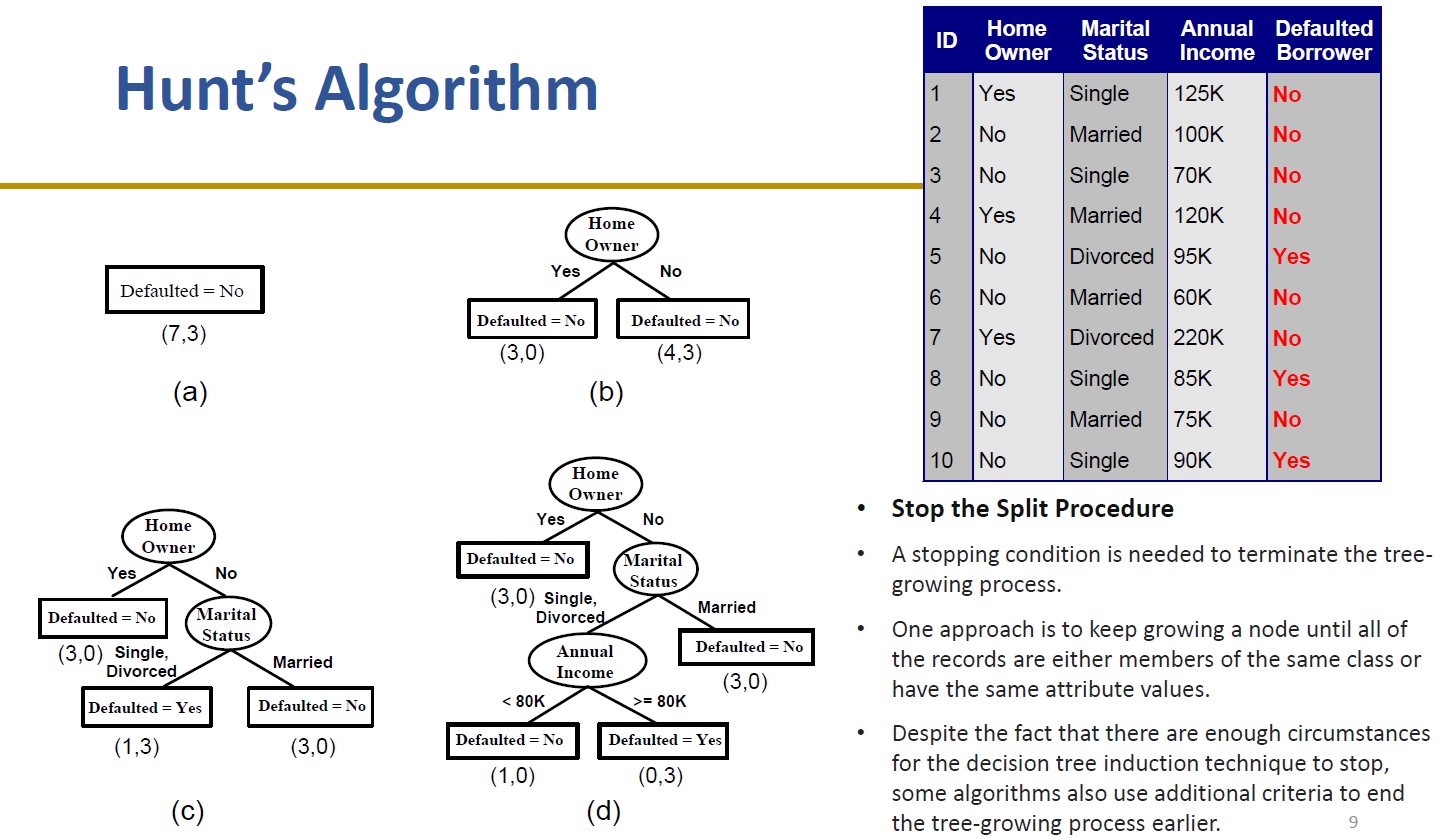 Hunt's Algorithm
ID Home Owner Marital Status Annual Income Defaulted Borrower
1 Yes Single 125K No
2 No Married 100K No
3 No Single 70K No
4 Yes Married 120K No
5 No Divorced 95K Yes
6 No Married 60K No
7 Yes Divorced 220K No
8 No Single 85K Yes
9 No Married 75K No
10 No Single 90K Yes
Defaulted = No
(7,3)
(a)
Home
Owner
Yes No
Defaulted = No Defaulted = No
(3,0) (4,3)
(b)
Home
Owner
Yes No
Defaulted = No
Marital
Status
(3,0)
Single,
Divorced
Married
Defaulted = Yes Defaulted = No
(1,3) (3,0)
(c)
Home
Owner
Yes No
Defaulted = No
Marital
Status
(3,0)
Single,
Divorced
Married
Annual
Income
Defaulted = No
(3,0)
< 80K >= 80K
Defaulted = No Defaulted = Yes
(1,0) (0,3)
(d)
• Stop the Split Procedure
• A stopping condition is needed to terminate the tree-
growing process.
• One approach is to keep growing a node until all of
the records are either members of the same class or
have the same attribute values.
• Despite the fact that there are enough circumstances
for the decision tree induction technique to stop,
some algorithms also use additional criteria to end
the tree-growing process earlier.
9